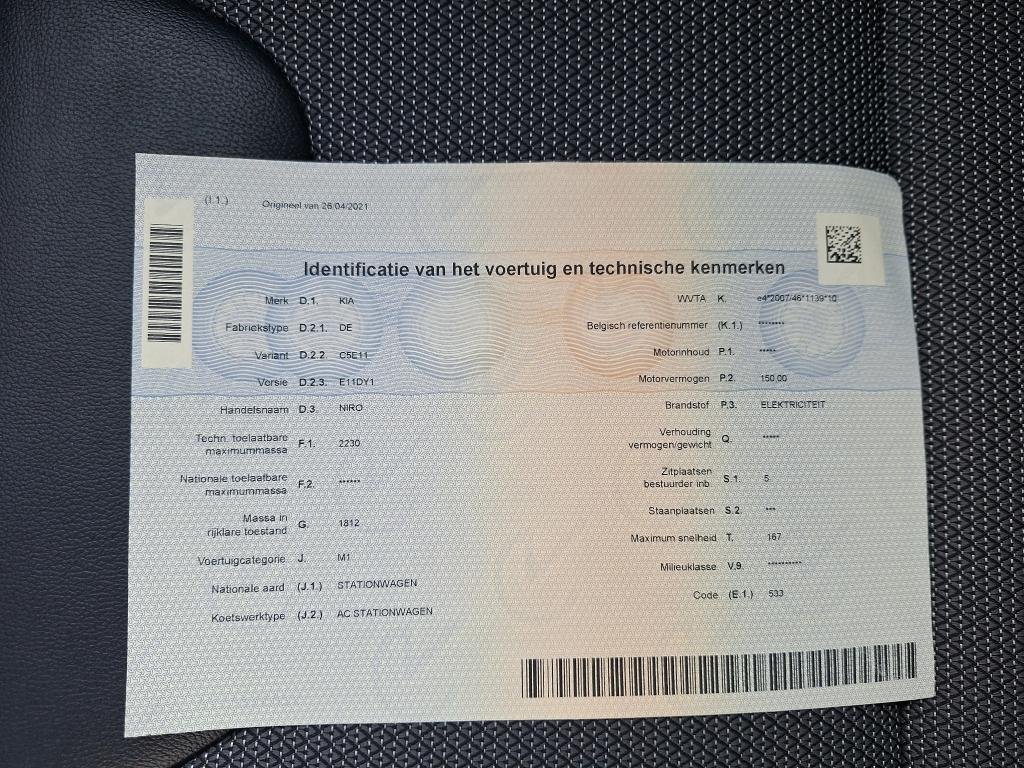 (I.1.) Origineel van 26/04/2021
Identificatie van het voertuig en technische kenmerken
Merk D.1. KIA
Fabriekstype D.2.1. DE
Variant D.2.2. C5E11
Versie D.2.3. E11DY1
Handelsnaam D.3. NIRO
Techn. toelaatbare
maximummassa F.1. 2230
Nationale toelaatbare
maximummassa F.2. ******
Massa in
rijklare toestand G. 1812
Voertuigcategorie J. M1
Nationale aard (J.1.) STATIONWAGEN
Koetswerktype (J.2.) AC STATIONWAGEN
WVTA K. e4*2007/46*1139*10
Belgisch referentienummer (K.1.) ********
Motorinhoud P.1. *****
Motorvermogen P.2. 150.00
Brandstof P.3. ELEKTRICITEIT
Verhouding
vermogen/gewicht Q. *****
Zitplaatsen
bestuurder inb. S.1. 5
Staanplaatsen S.2. ***
Maximum snelheid T. 167
Milieuklasse V.9. **********
Code (E.1.) 533